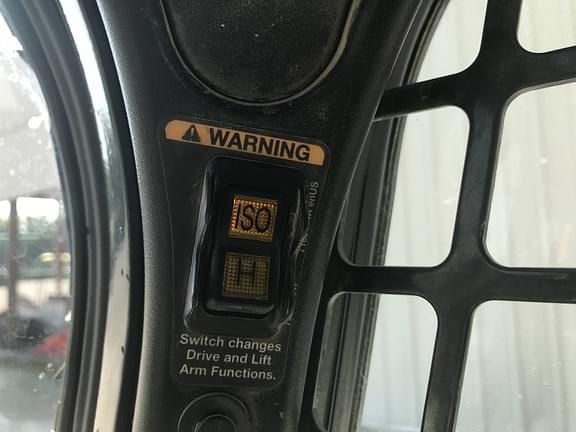 WARNING
ISO
H
Switch changes
Drive and Lift
Arm Functions.